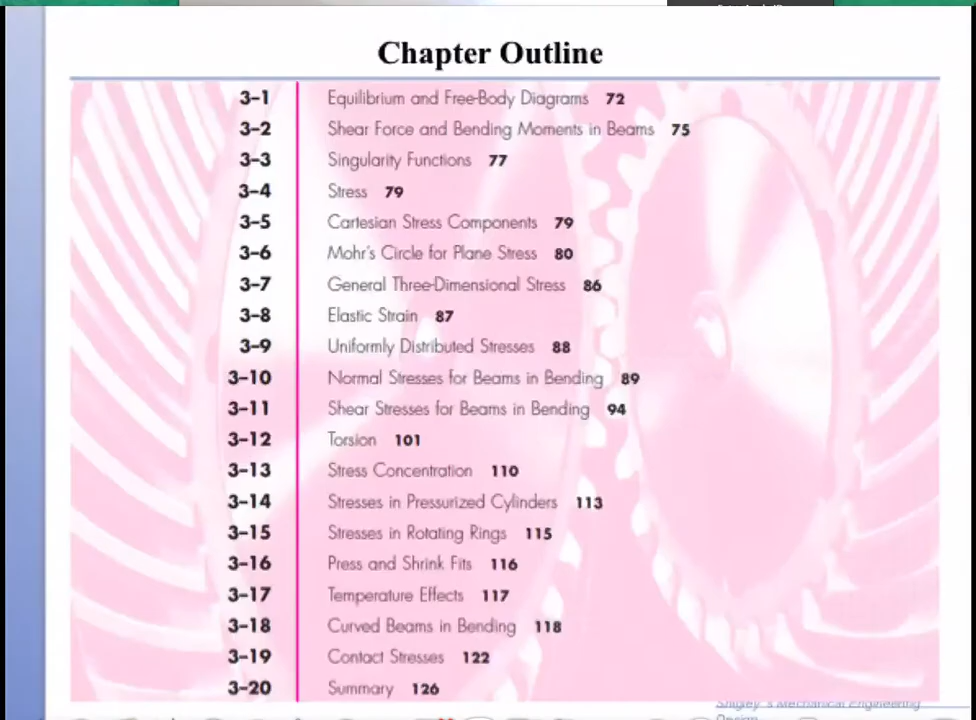 Chapter Outline
3–1 Equilibrium and Free-Body Diagrams 72
3–2 Shear Force and Bending Moments in Beams 75
3–3 Singularity Functions 77
3–4 Stress 79
3–5 Cartesian Stress Components 79
3–6 Mohr's Circle for Plane Stress 80
3–7 General Three-Dimensional Stress 86
3–8 Elastic Strain 87
3–9 Uniformly Distributed Stresses 88
3–10 Normal Stresses for Beams in Bending 89
3–11 Shear Stresses for Beams in Bending 94
3–12 Torsion 101
3–13 Stress Concentration 110
3–14 Stresses in Pressurized Cylinders 113
3–15 Stresses in Rotating Rings 115
3–16 Press and Shrink Fits 116
3–17 Temperature Effects 117
3–18 Curved Beams in Bending 118
3–19 Contact Stresses 122
3–20 Summary 126
Shigley's Mechanical Engineering
Design